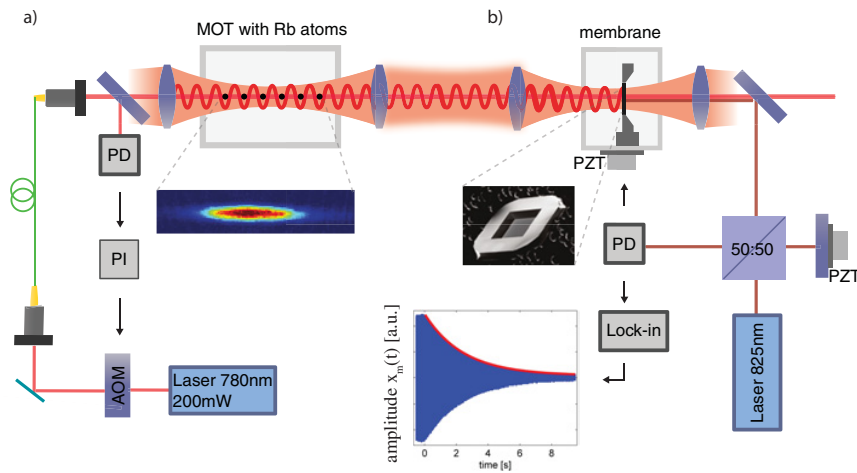 a)
MOT with Rb atoms
b)
membrane
PD
PZT
PI
PD
50:50
PZT
Lock-in
AOM
Laser 780nm
200mW
Laser 825nm
amplitude x_m(t) [a.u.]
0 2 4 6 8
time [s]